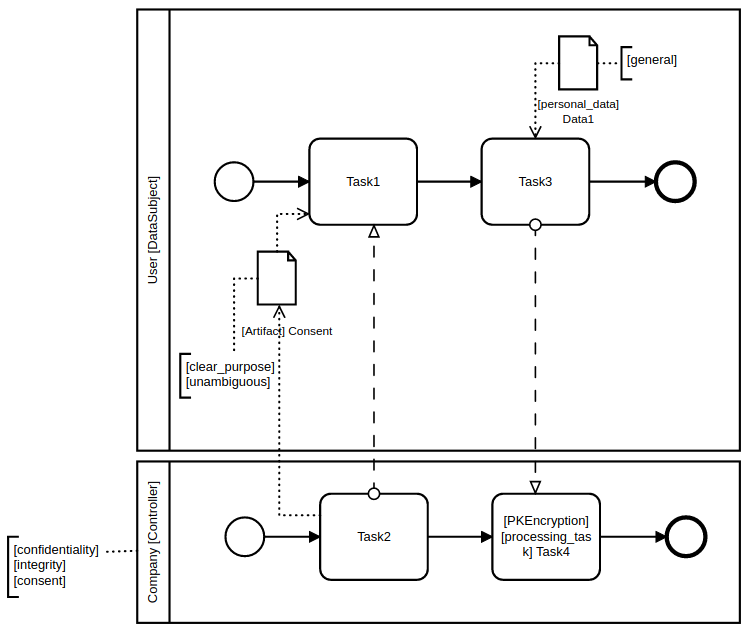 [general]
[personal_data]
Data1
User [DataSubject]
Task1
Task3
[Artifact] Consent
[clear_purpose]
[unambiguous]
Company [Controller]
[confidentiality]
[integrity]
[consent]
Task2
[PKEncryption]
[processing_tas
k] Task4